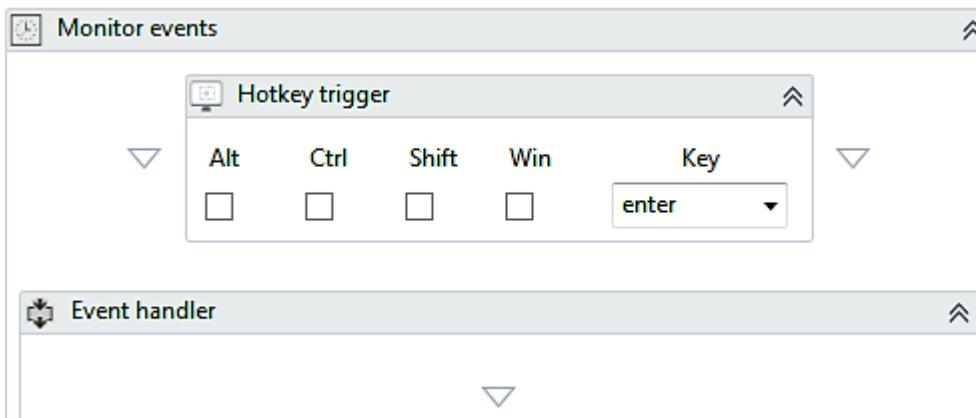 Monitor events
Hotkey trigger
Alt Ctrl Shift Win Key
enter
Event handler